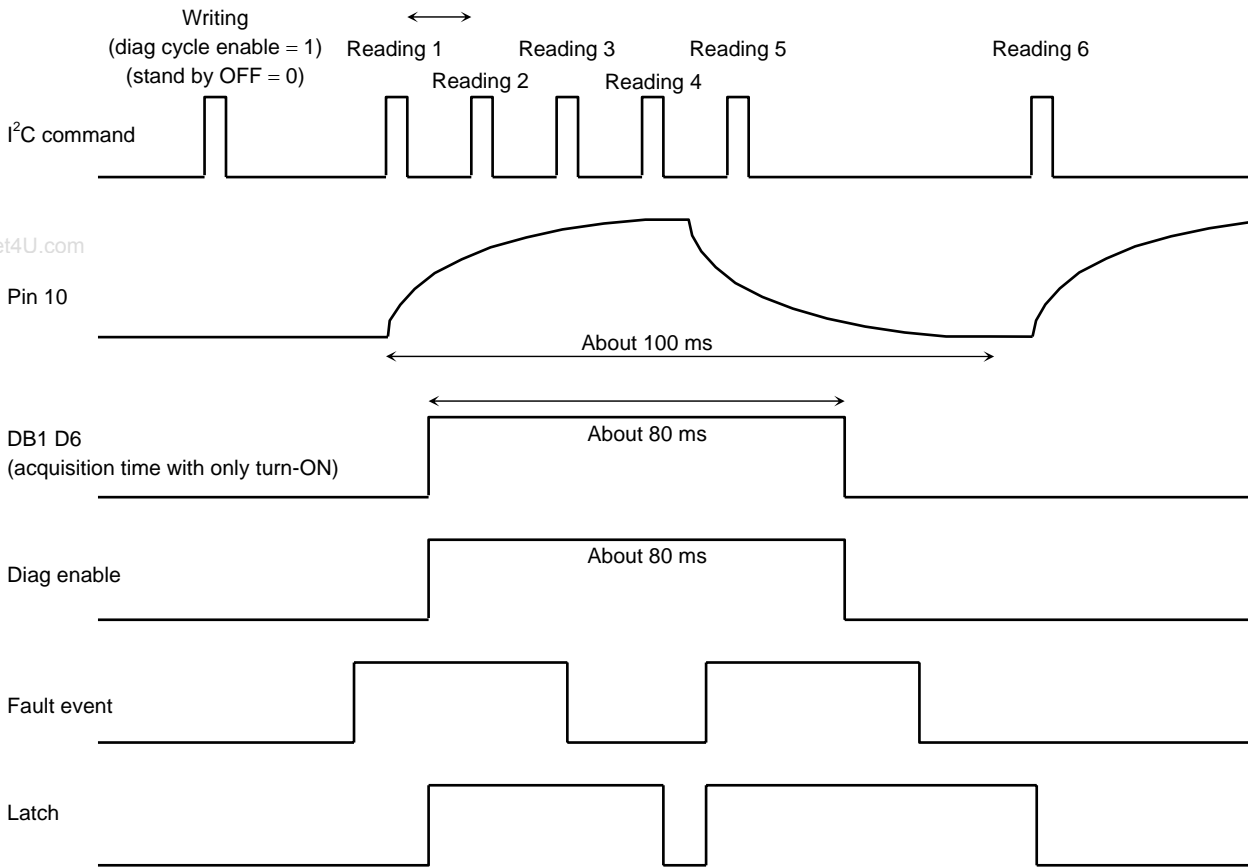 Writing
(diag cycle enable = 1)
(stand by OFF = 0)
Reading 1
Reading 2
Reading 3
Reading 4
Reading 5
Reading 6
I²C command
et4U.com
Pin 10
About 100 ms
DB1 D6
(acquisition time with only turn-ON)
About 80 ms
Diag enable
About 80 ms
Fault event
Latch